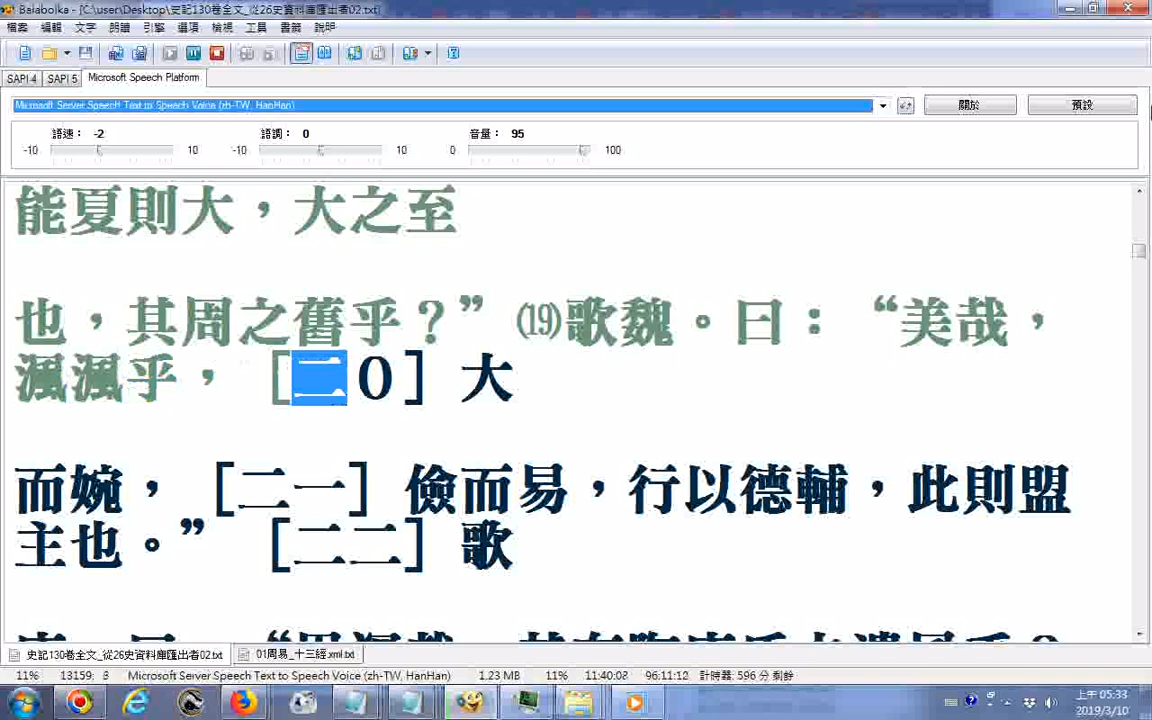 Balabolka - [C:\user\Desktop\史記130卷全文_從26史資料庫匯出者02.txt]
檔案 編輯 文字 朗讀 引擎 選項 檢視 工具 書籤 說明
SAPI 4 SAPI 5 Microsoft Speech Platform
Microsoft Server Speech Text to Speech Voice (zh-TW, HanHan) 關於 預設
語速： -2 語調： 0 音量： 95
-10 10 -10 10 0 100
能夏則大，大之至
也，其周之舊乎？”⒆歌魏。曰：“美哉，
渢渢乎，［二０］大
而婉，［二一］儉而易，行以德輔，此則盟
主也。”［二二］歌
史記130卷全文_從26史資料庫匯出者02.txt 01周易_十三經.xml.txt
11% 13159: 3 Microsoft Server Speech Text to Speech Voice (zh-TW, HanHan) 1.23 MB 11% 11:40:08 96:11:12 計時器: 596 分 剩餘
上午 05:33
2019/3/10